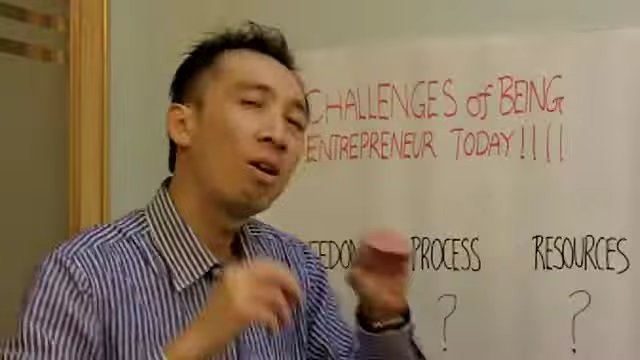 CHALLENGES of BEING
ENTREPRENEUR TODAY!!!!
PROCESS RESOURCES
? ?